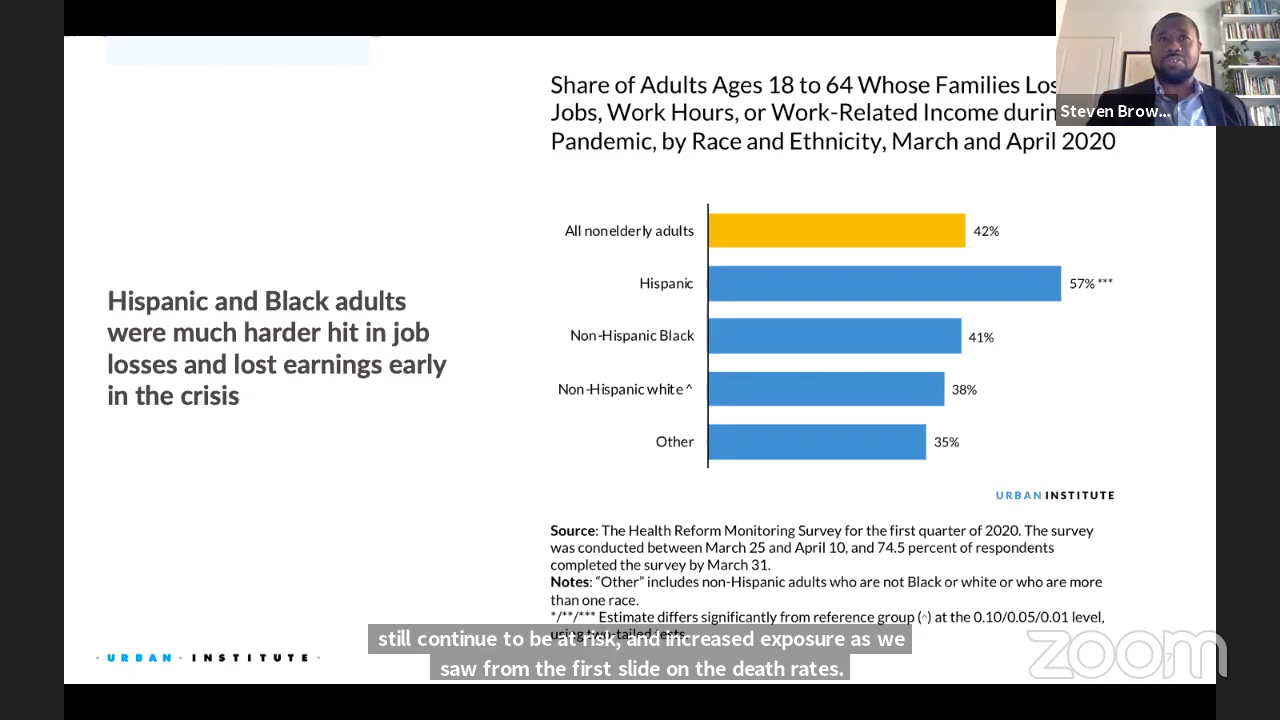 Share of Adults Ages 18 to 64 Whose Families Los
Jobs, Work Hours, or Work-Related Income durin
Pandemic, by Race and Ethnicity, March and April 2020
Steven Brow...
Hispanic and Black adults
were much harder hit in job
losses and lost earnings early
in the crisis
All nonelderly adults 42%
Hispanic 57% ***
Non-Hispanic Black 41%
Non-Hispanic white ^ 38%
Other 35%
URBAN INSTITUTE
Source: The Health Reform Monitoring Survey for the first quarter of 2020. The survey
was conducted between March 25 and April 10, and 74.5 percent of respondents
completed the survey by March 31.
Notes: “Other” includes non-Hispanic adults who are not Black or white or who are more
than one race.
*/**/*** Estimate differs significantly from reference group (^) at the 0.10/0.05/0.01 level,
using two-tailed tests.
still continue to be at risk, and increased exposure as we
saw from the first slide on the death rates.
· URBAN · INSTITUTE ·
zoom
7